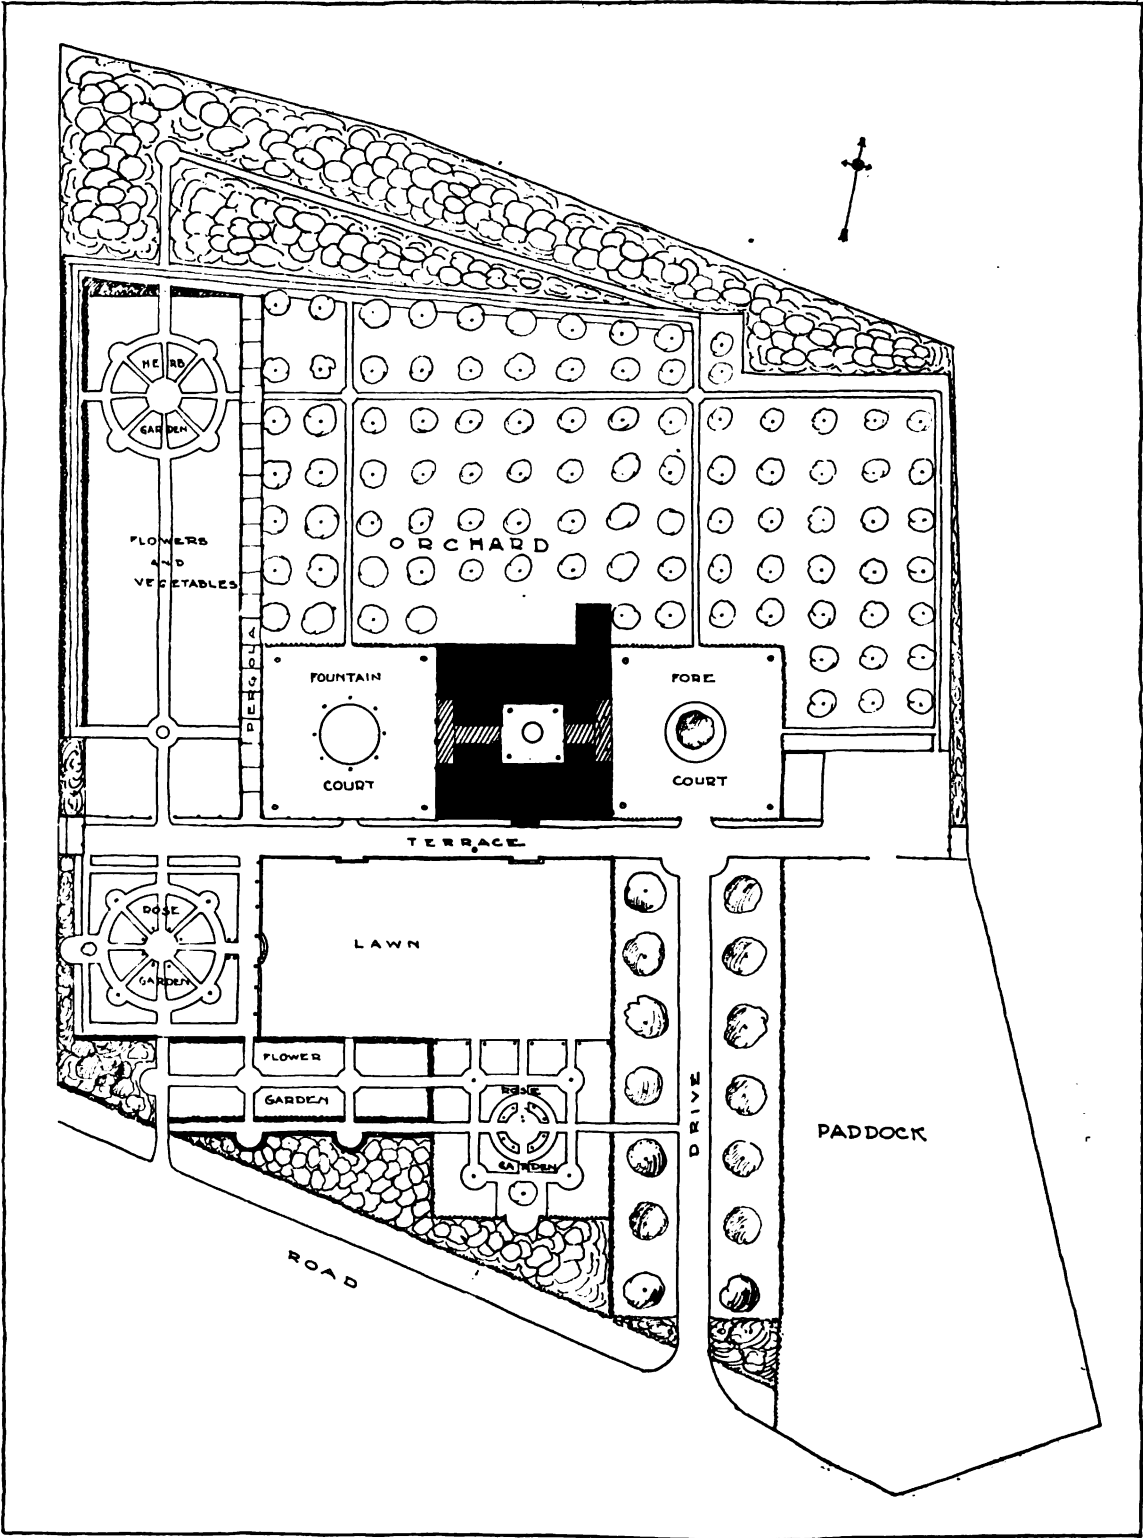 HERB
GARDEN
FLOWERS
AND
VEGETABLES
ORCHARD
PERGOLA
FOUNTAIN
COURT
FORE
COURT
TERRACE
ROSE
GARDEN
LAWN
FLOWER
GARDEN
ROSE
GARDEN
DRIVE
PADDOCK
ROAD